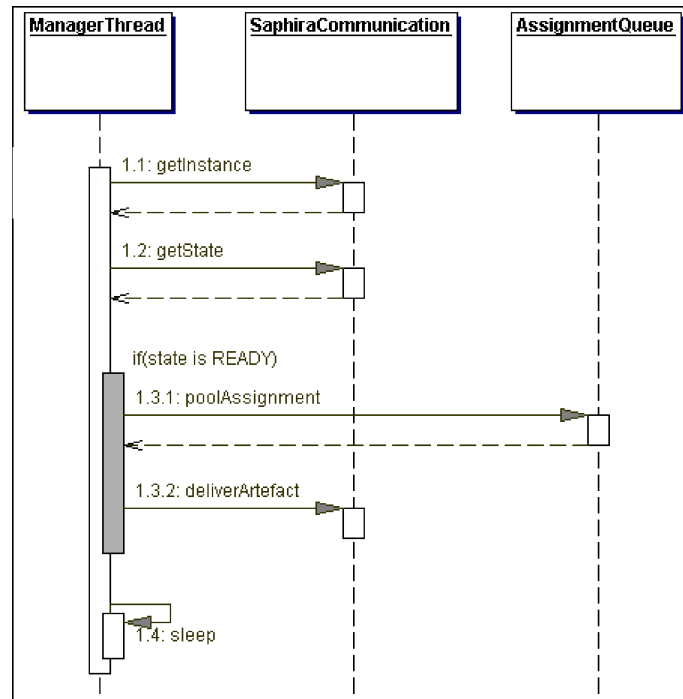 ManagerThread
SaphiraCommunication
AssignmentQueue
1.1: getInstance
1.2: getState
if(state is READY)
1.3.1: poolAssignment
1.3.2: deliverArtefact
1.4: sleep